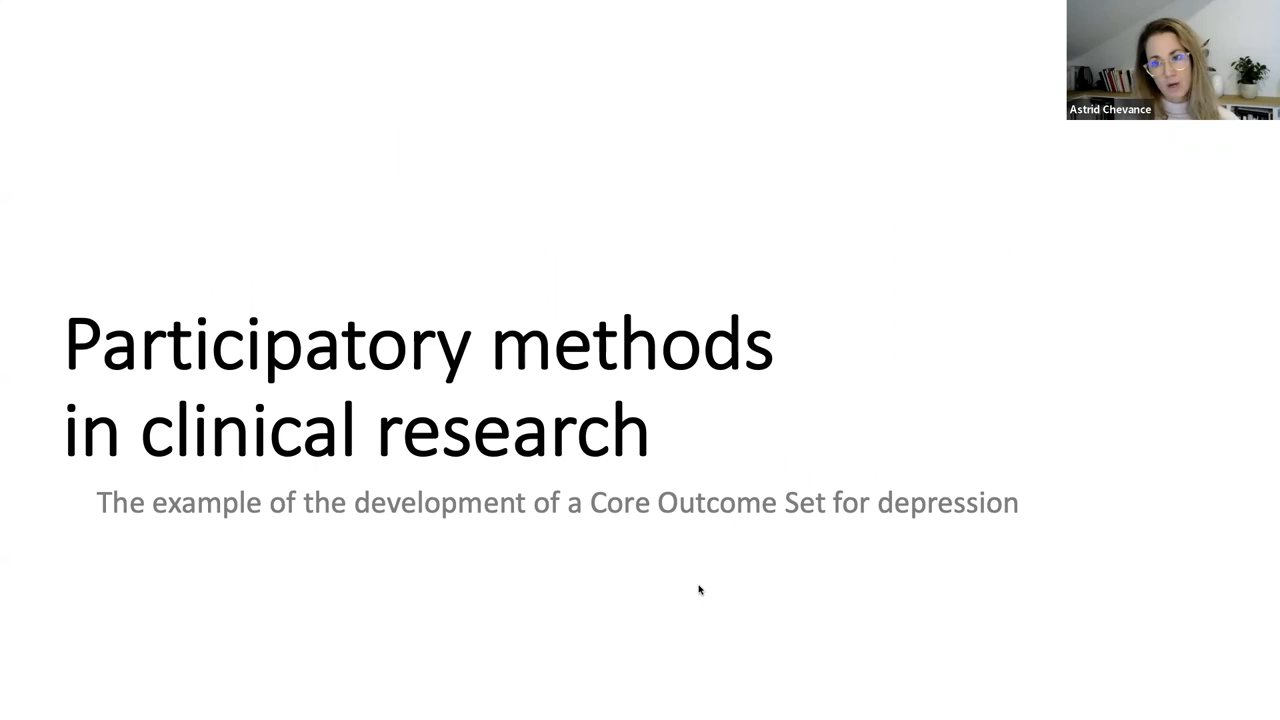 Astrid Chevance
Participatory methods
in clinical research
The example of the development of a Core Outcome Set for depression